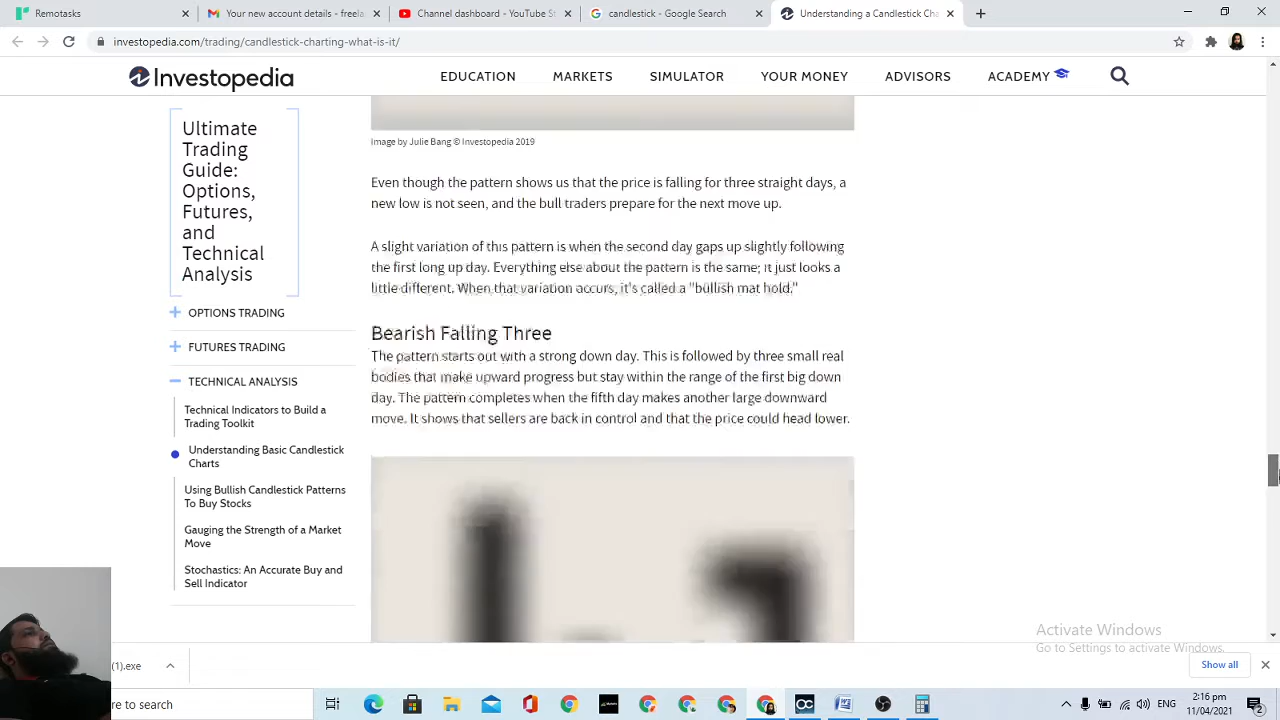 Remotasks
Your new account details - freela
Channel dashboard - YouTube St
candlestick - Google Search
Understanding a Candlestick Cha
investopedia.com/trading/candlestick-charting-what-is-it/
Investopedia
EDUCATION
MARKETS
SIMULATOR
YOUR MONEY
ADVISORS
ACADEMY
Ultimate
Trading
Guide:
Options,
Futures,
and
Technical
Analysis
OPTIONS TRADING
FUTURES TRADING
TECHNICAL ANALYSIS
Technical Indicators to Build a
Trading Toolkit
Understanding Basic Candlestick
Charts
Using Bullish Candlestick Patterns
To Buy Stocks
Gauging the Strength of a Market
Move
Stochastics: An Accurate Buy and
Sell Indicator
Image by Julie Bang © Investopedia 2019
Even though the pattern shows us that the price is falling for three straight days, a
new low is not seen, and the bull traders prepare for the next move up.
A slight variation of this pattern is when the second day gaps up slightly following
the first long up day. Everything else about the pattern is the same; it just looks a
little different. When that variation occurs, it's called a "bullish mat hold."
Bearish Falling Three
The pattern starts out with a strong down day. This is followed by three small real
bodies that make upward progress but stay within the range of the first big down
day. The pattern completes when the fifth day makes another large downward
move. It shows that sellers are back in control and that the price could head lower.
Activate Windows
Go to Settings to activate Windows.
(1).exe
Show all
re to search
ENG
2:16 pm
11/04/2021
2